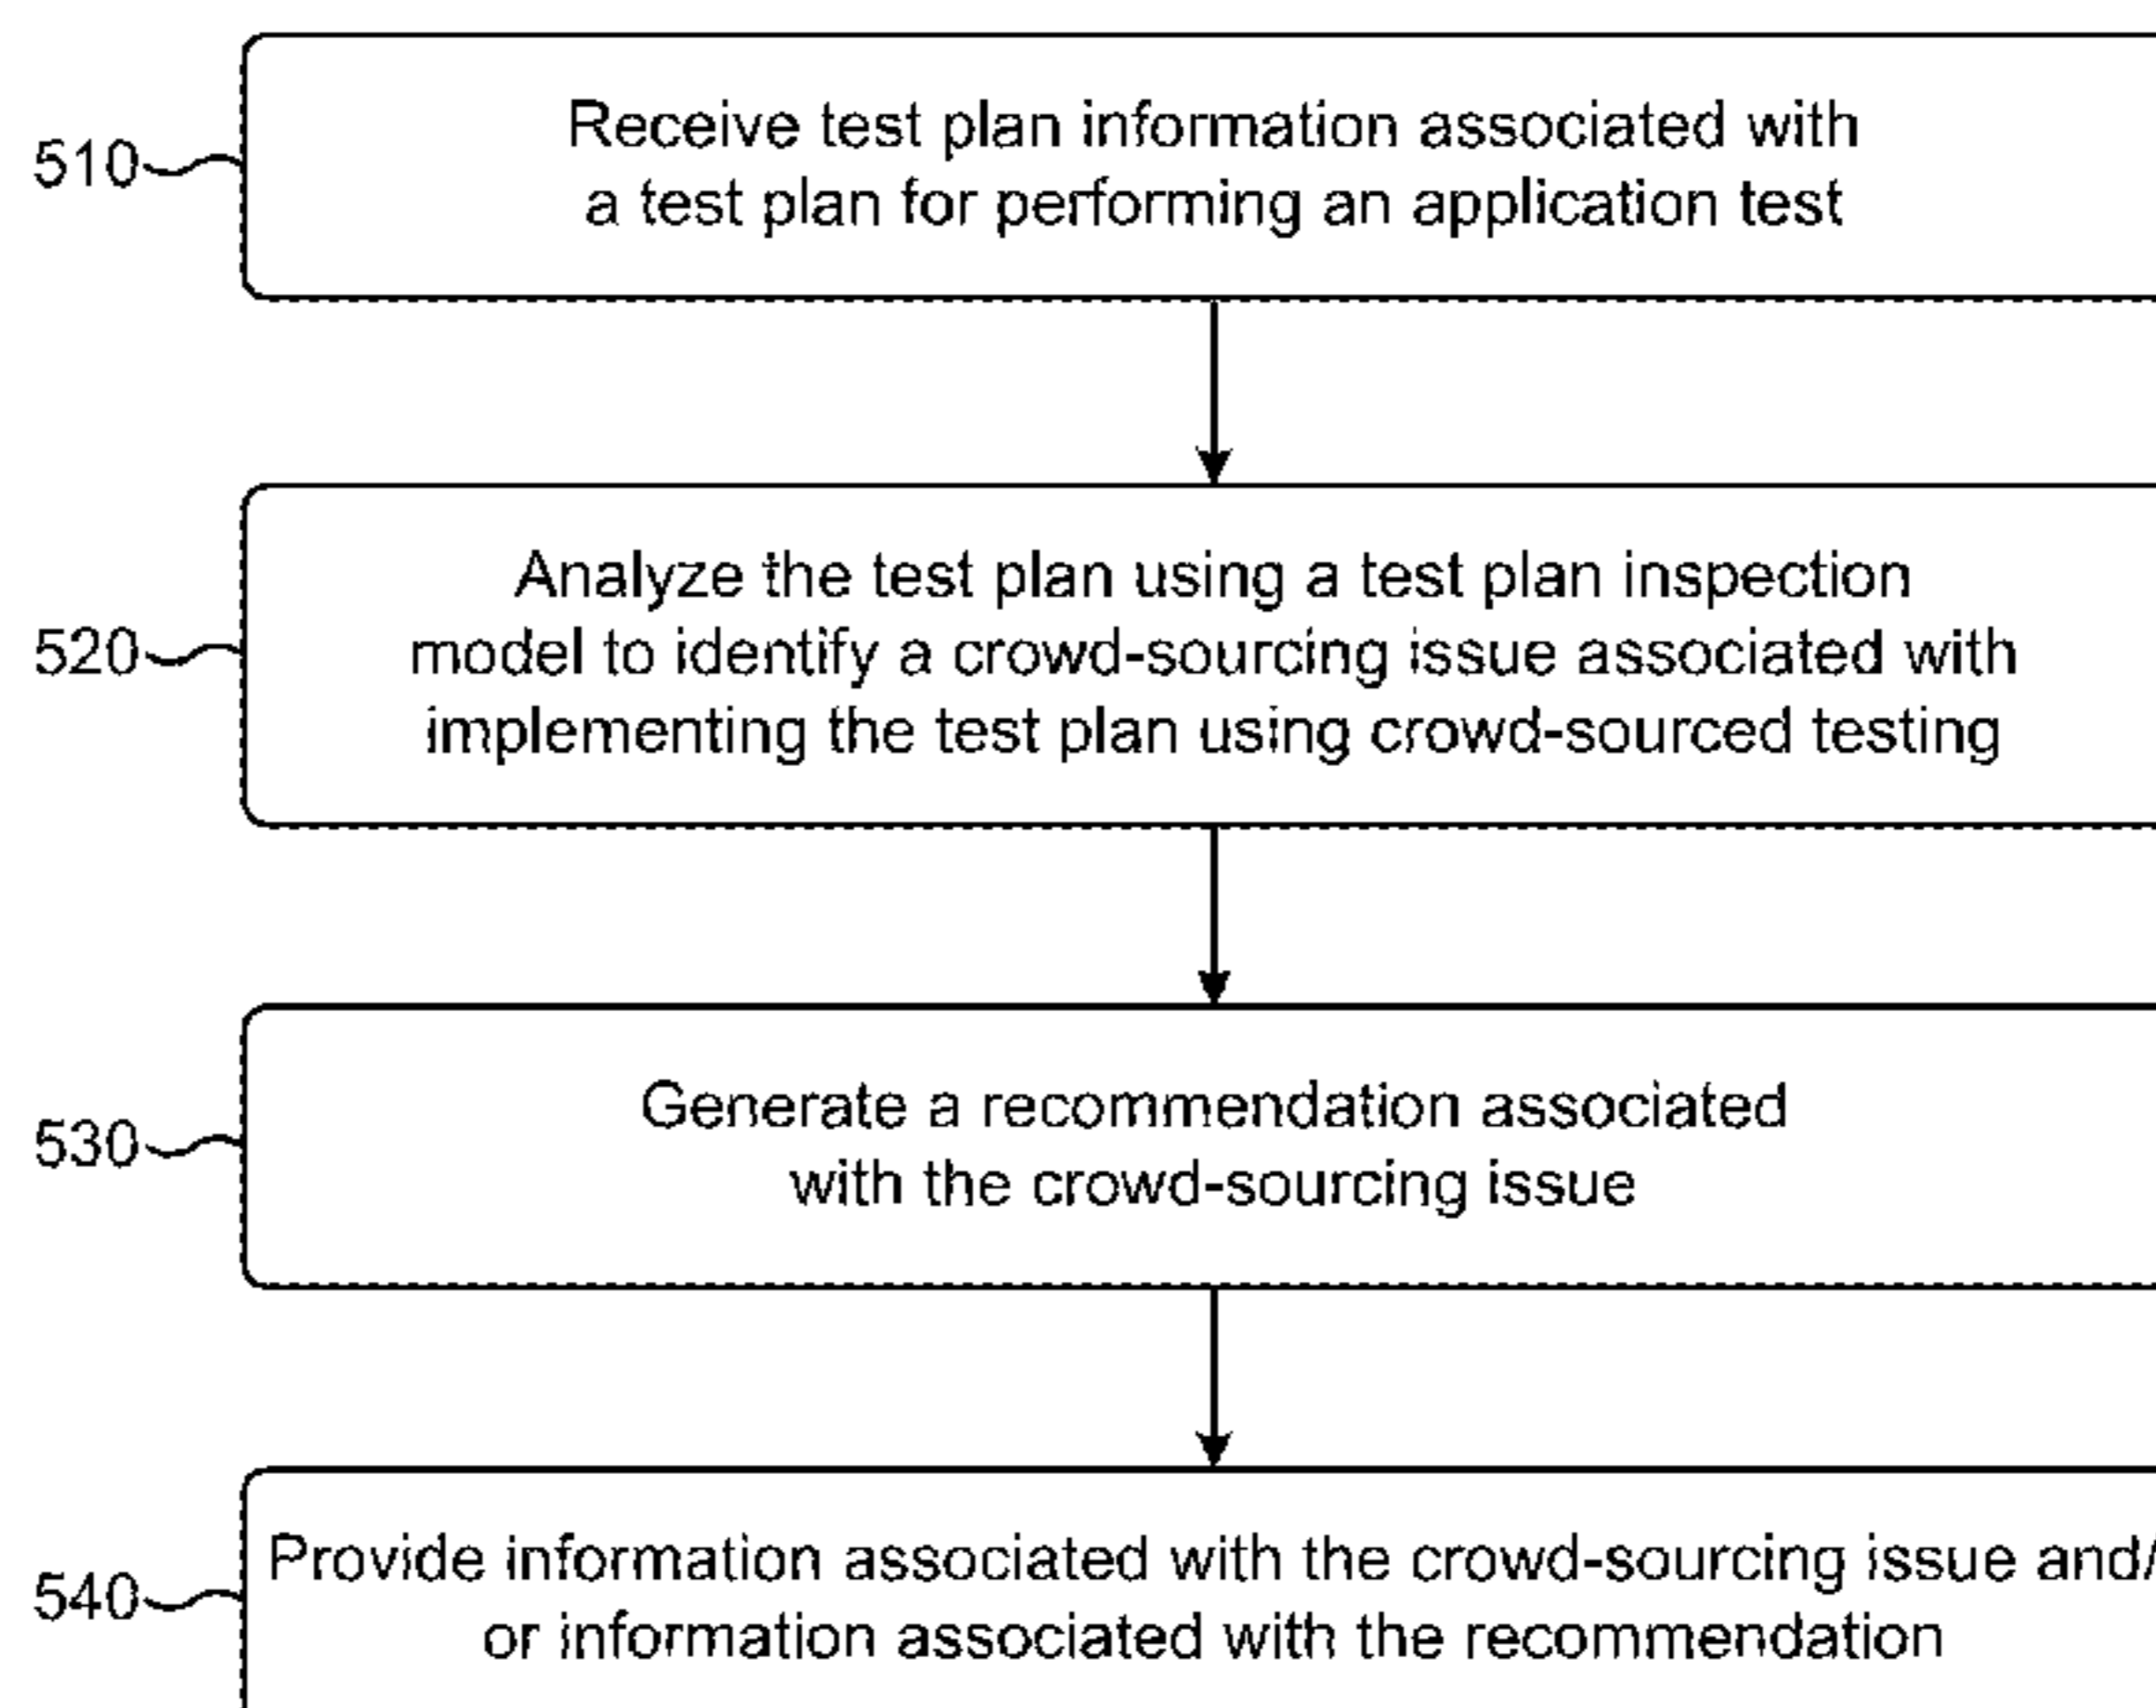 510
Receive test plan information associated with
a test plan for performing an application test
520
Analyze the test plan using a test plan inspection
model to identify a crowd-sourcing issue associated with
implementing the test plan using crowd-sourced testing
530
Generate a recommendation associated
with the crowd-sourcing issue
540
Provide information associated with the crowd-sourcing issue and/
or information associated with the recommendation